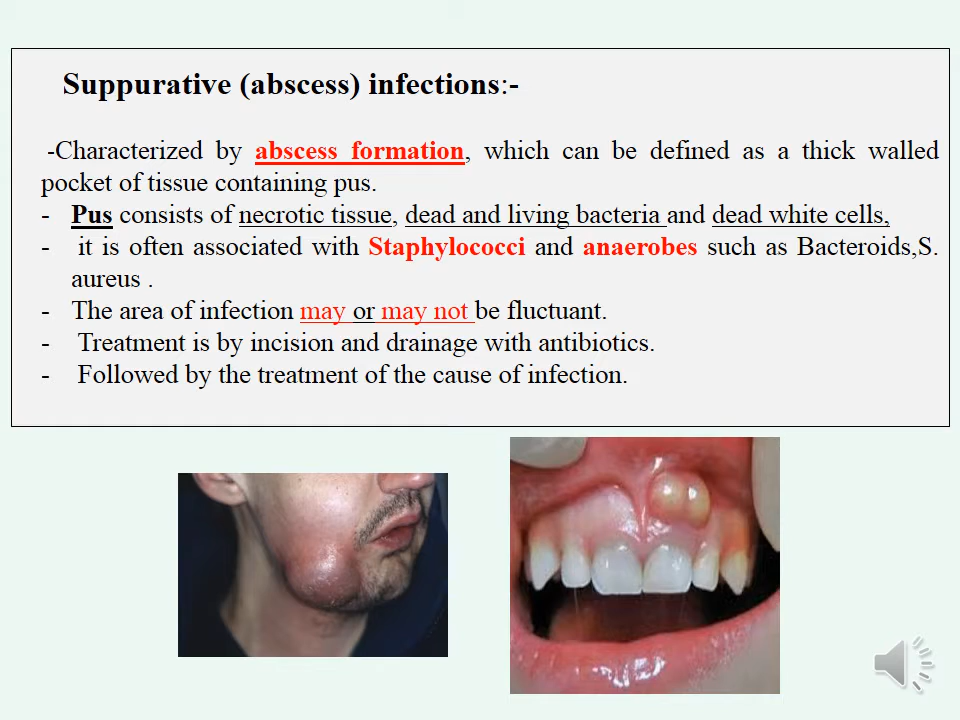 Suppurative (abscess) infections:-
-Characterized by abscess formation, which can be defined as a thick walled
pocket of tissue containing pus.
- Pus consists of necrotic tissue, dead and living bacteria and dead white cells,
- it is often associated with Staphylococci and anaerobes such as Bacteroids,S.
aureus .
- The area of infection may or may not be fluctuant.
- Treatment is by incision and drainage with antibiotics.
- Followed by the treatment of the cause of infection.